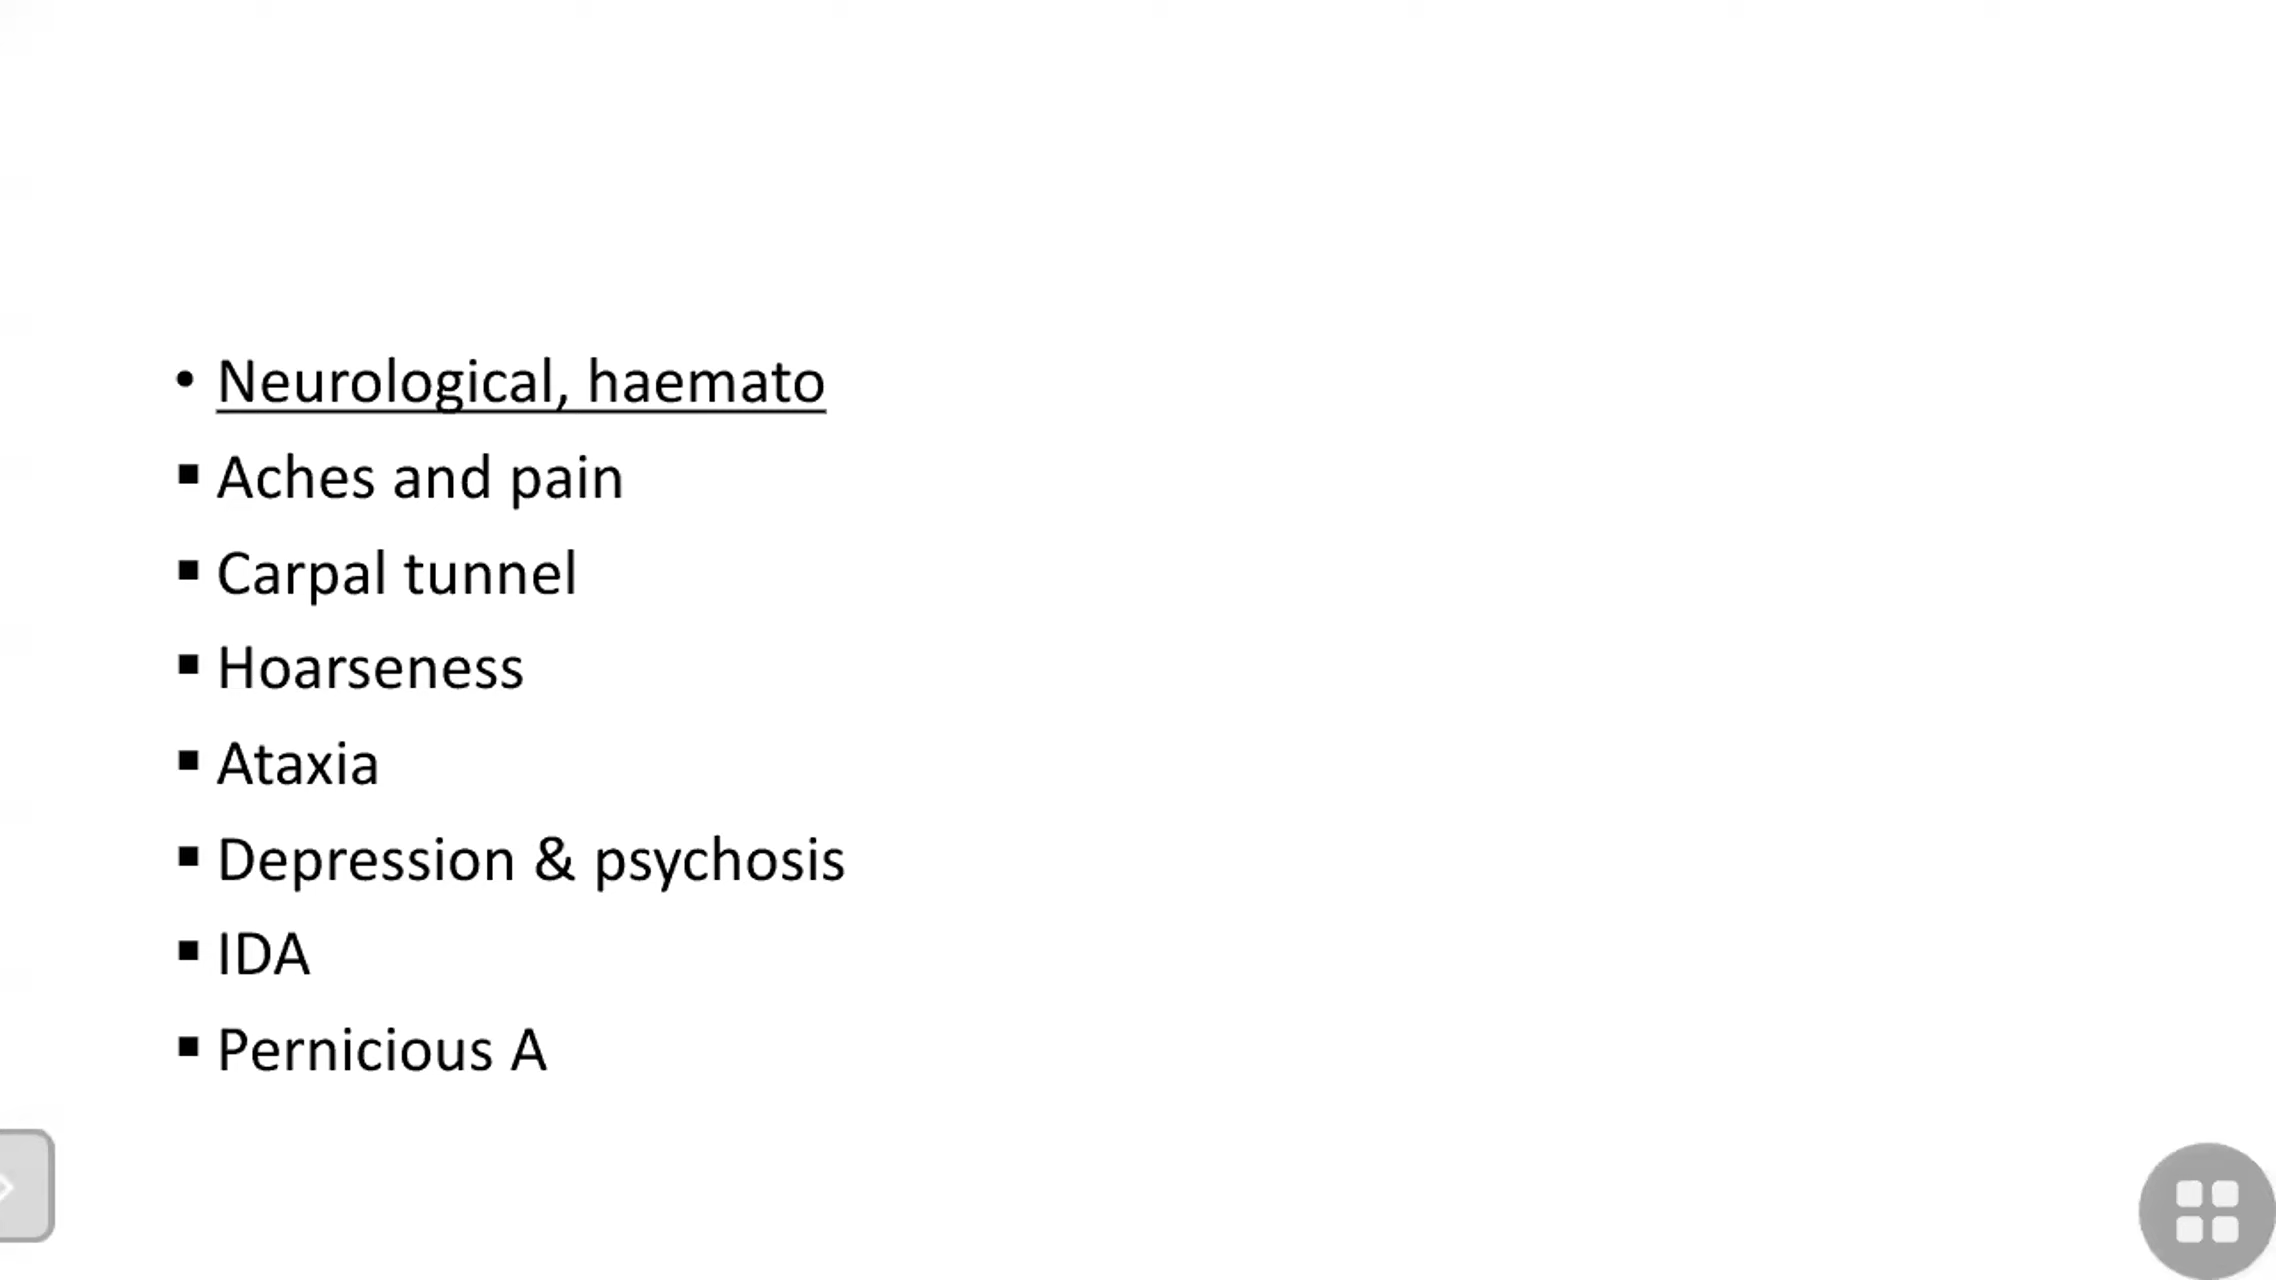 • Neurological, haemato
▪ Aches and pain
▪ Carpal tunnel
▪ Hoarseness
▪ Ataxia
▪ Depression & psychosis
▪ IDA
▪ Pernicious A